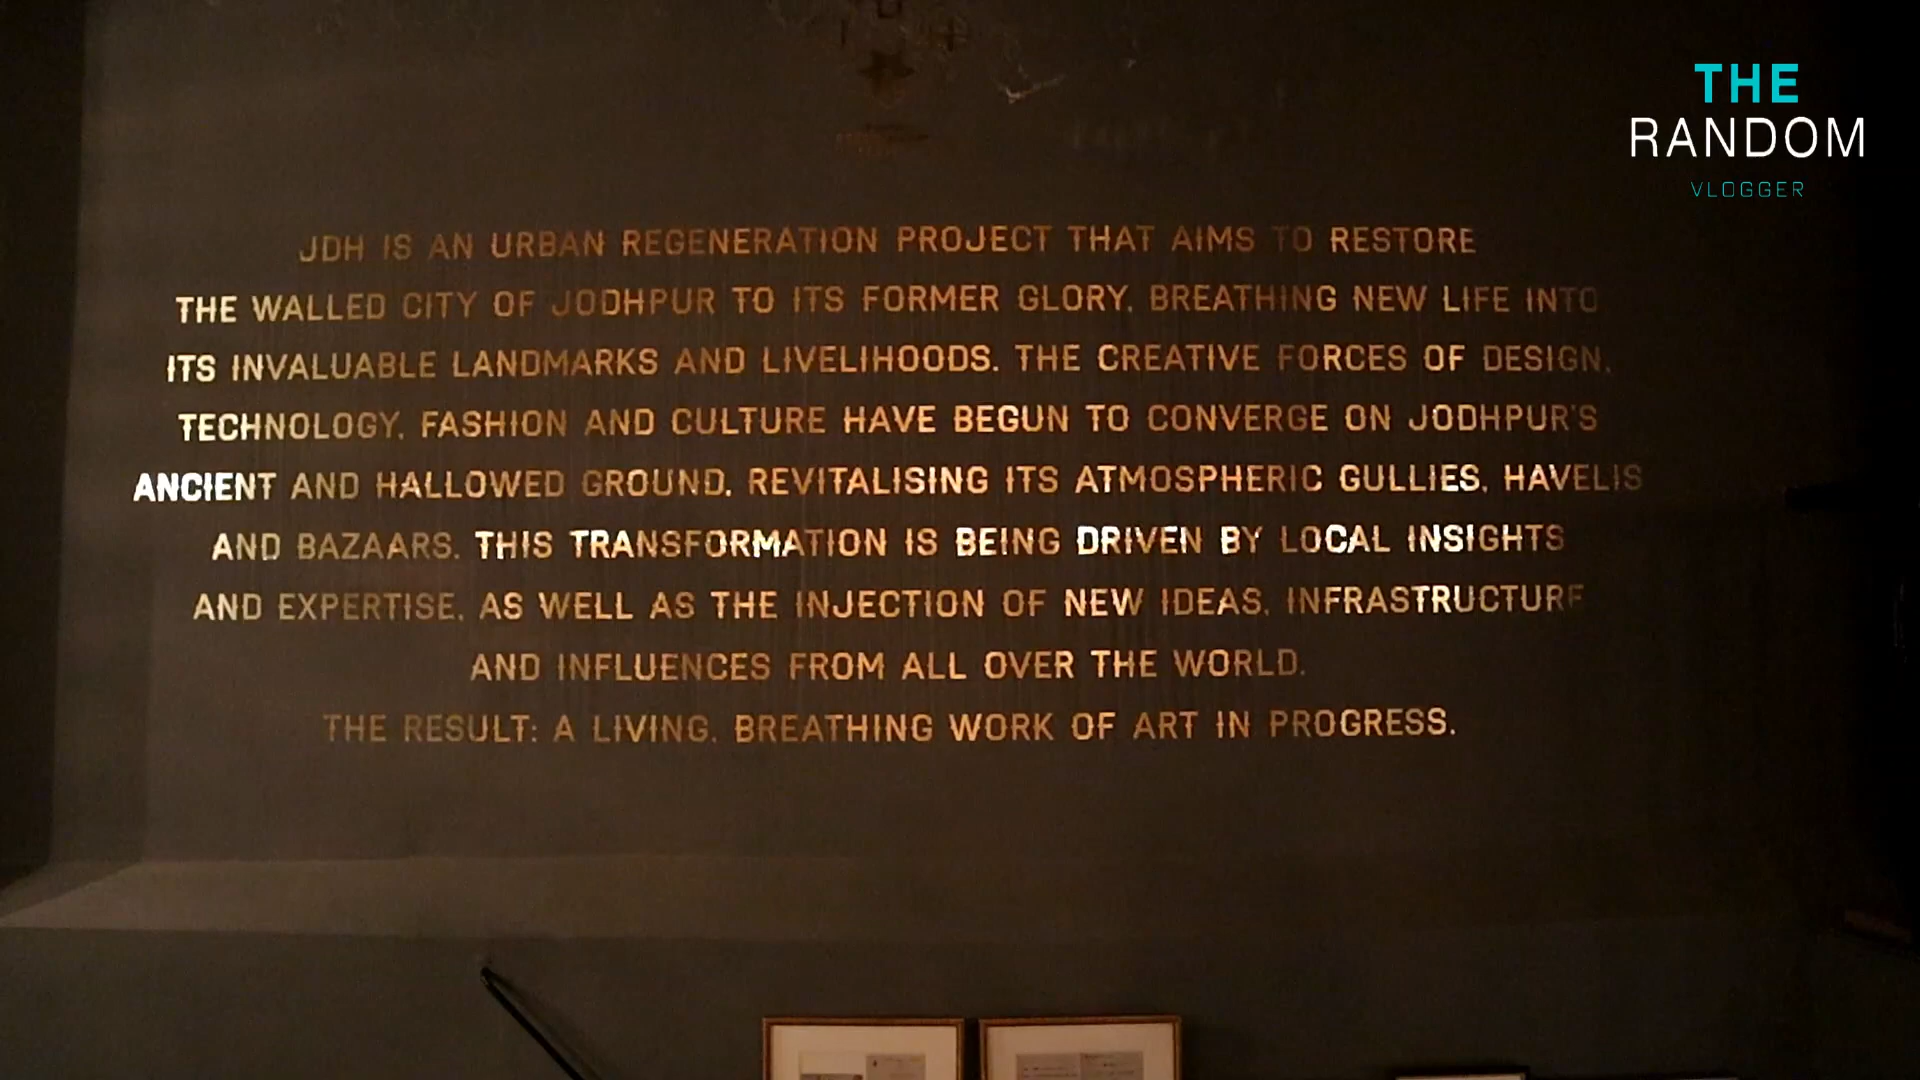 THE
RANDOM
VLOGGER
JDH IS AN URBAN REGENERATION PROJECT THAT AIMS TO RESTORE
THE WALLED CITY OF JODHPUR TO ITS FORMER GLORY, BREATHING NEW LIFE INTO
ITS INVALUABLE LANDMARKS AND LIVELIHOODS. THE CREATIVE FORCES OF DESIGN,
TECHNOLOGY, FASHION AND CULTURE HAVE BEGUN TO CONVERGE ON JODHPUR'S
ANCIENT AND HALLOWED GROUND, REVITALISING ITS ATMOSPHERIC GULLIES, HAVELIS
AND BAZAARS. THIS TRANSFORMATION IS BEING DRIVEN BY LOCAL INSIGHTS
AND EXPERTISE, AS WELL AS THE INJECTION OF NEW IDEAS, INFRASTRUCTURE
AND INFLUENCES FROM ALL OVER THE WORLD.
THE RESULT: A LIVING, BREATHING WORK OF ART IN PROGRESS.